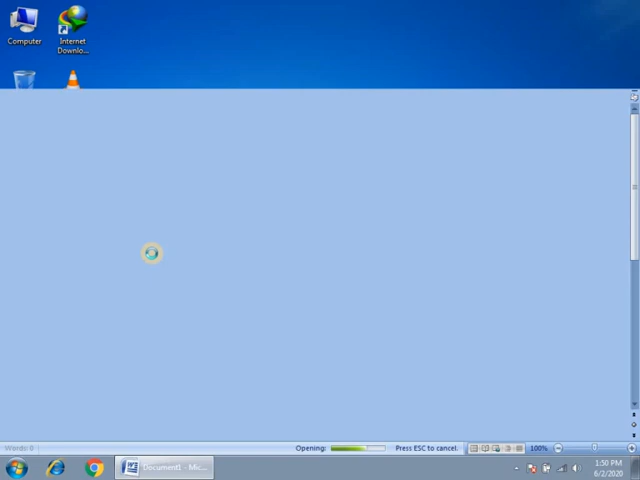 Computer
Internet
Downlo...
Words: 0
Opening:
Press ESC to cancel.
100%
Document1 - Mic...
1:50 PM
6/2/2020